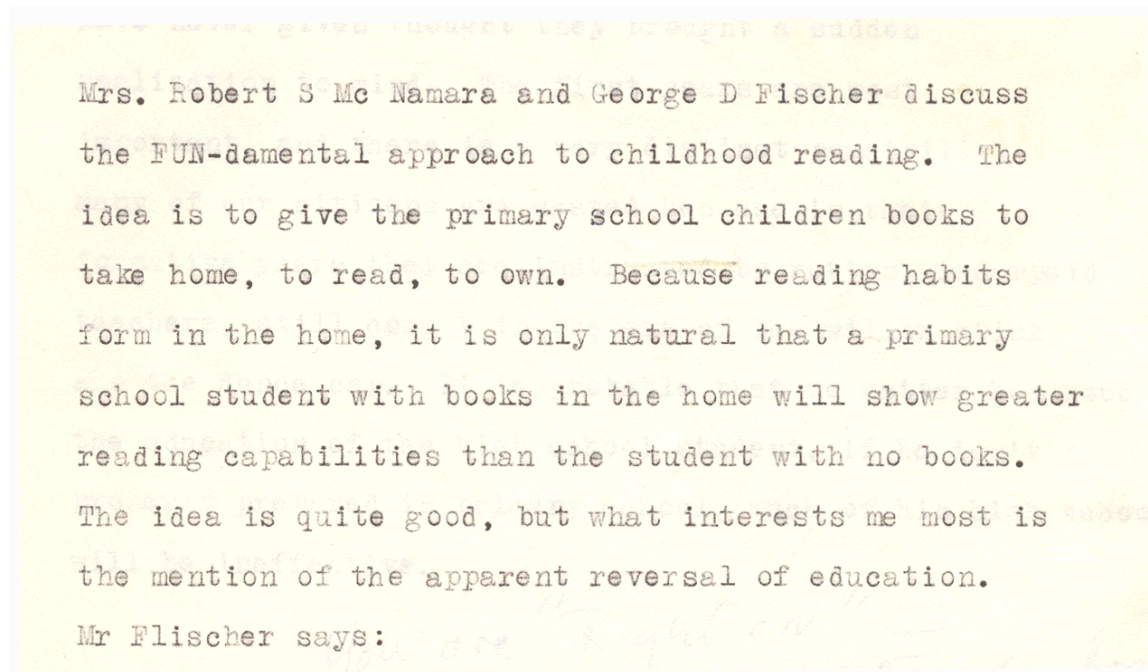 Mrs. Robert S Mc Namara and George D Fischer discuss
the FUN-damental approach to childhood reading.  The
idea is to give the primary school children books to
take home, to read, to own.  Because reading habits
form in the home, it is only natural that a primary
school student with books in the home will show greater
reading capabilities than the student with no books.
The idea is quite good, but what interests me most is
the mention of the apparent reversal of education.
Mr Flischer says: